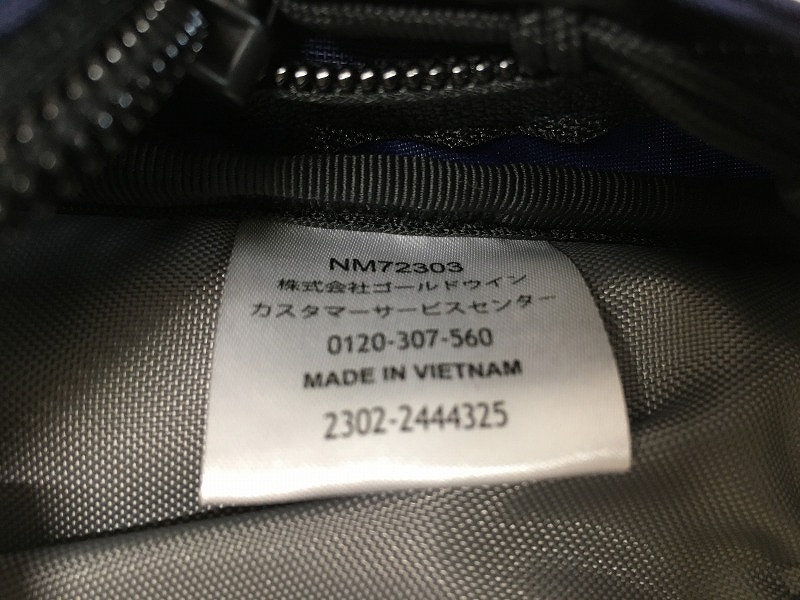 NM72303
株式会社ゴールドウイン
カスタマーサービスセンター
0120-307-560
MADE IN VIETNAM
2302-2444325